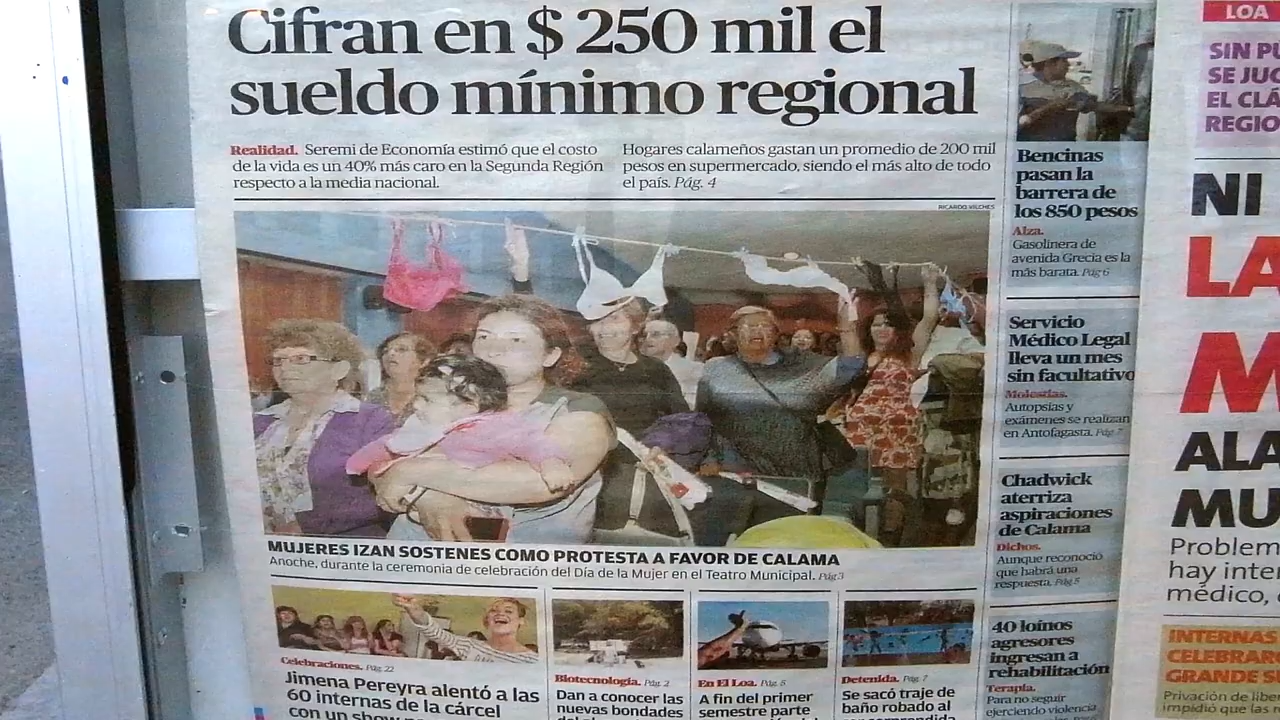 Cifran en $ 250 mil el
sueldo mínimo regional
Realidad. Seremi de Economía estimó que el costo
de la vida es un 40% más caro en la Segunda Región
respecto a la media nacional.
Hogares calameños gastan un promedio de 200 mil
pesos en supermercado, siendo el más alto de todo
el país. Pág. 4
RICARDO VILCHES
MUJERES IZAN SOSTENES COMO PROTESTA A FAVOR DE CALAMA
Anoche, durante la ceremonia de celebración del Día de la Mujer en el Teatro Municipal. Pág 3
Celebraciones. Pág. 22
Jimena Pereyra alentó a las
60 internas de la cárcel
con un show
Biotecnología. Pág. 2
Dan a conocer las
nuevas bondades
En El Loa. Pág. 8
A fin del primer
semestre parte
Detenida. Pág. 7
Se sacó traje de
baño robado al
ser sorprendida
Bencinas
pasan la
barrera de
los 850 pesos
Alza.
Gasolinera de
avenida Grecia es la
más barata. Pág 6
Servicio
Médico Legal
lleva un mes
sin facultativo
Molestias.
Autopsias y
exámenes se realizan
en Antofagasta. Pág. 7
Chadwick
aterriza
aspiraciones
de Calama
Dichos.
Aunque reconoció
que habrá una
respuesta. Pág 8
40 loínos
agresores
ingresan a
rehabilitación
Terapia.
Para no seguir
ejerciendo violencia
LOA
SIN PU
SE JUG
EL CLÁ
REGIO
NI
LA
M
ALA
MU
Problem
hay inter
médico,
INTERNAS
CELEBRARO
GRANDE SU
Privación de liber
impidió que las